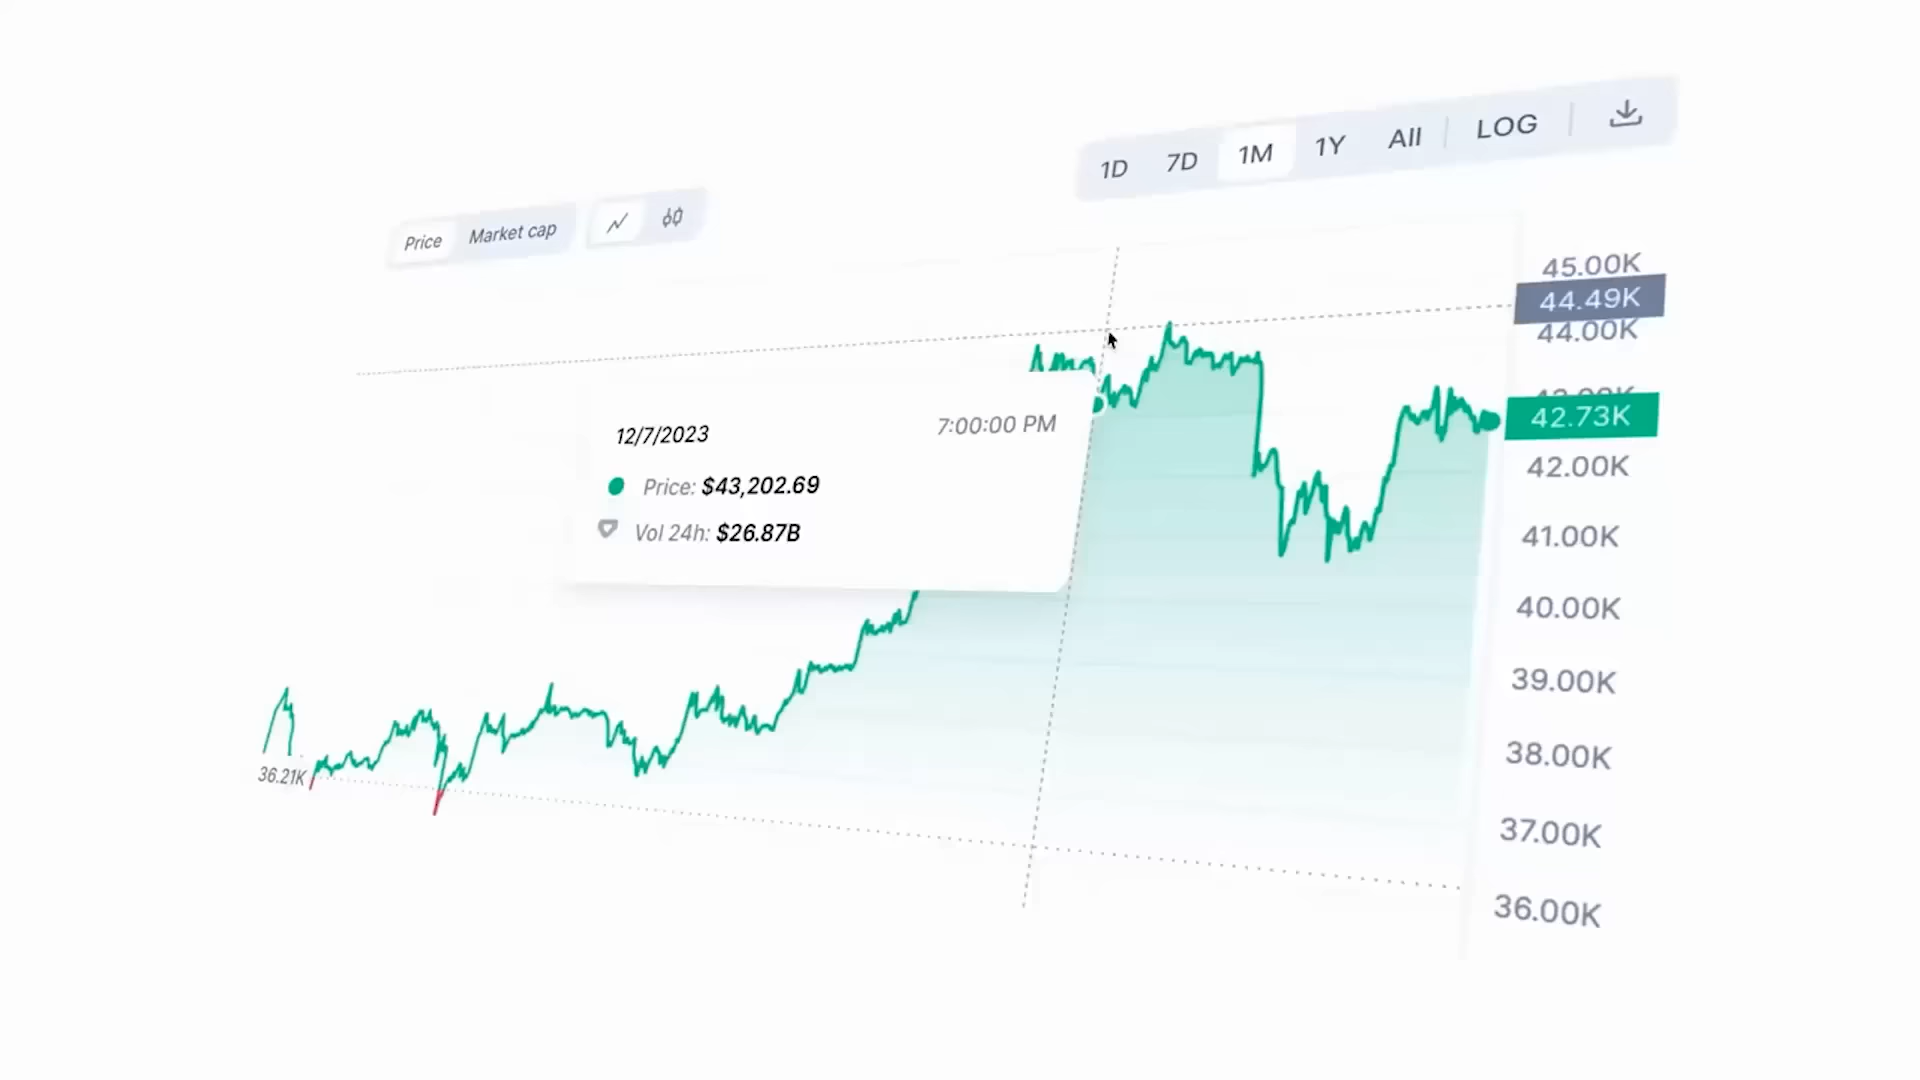 1D 7D 1M 1Y All LOG
Price Market cap
45.00K
44.49K
44.00K
42.73K
42.00K
41.00K
40.00K
39.00K
38.00K
37.00K
36.00K
12/7/2023 7:00:00 PM
Price: $43,202.69
Vol 24h: $26.87B
36.21K